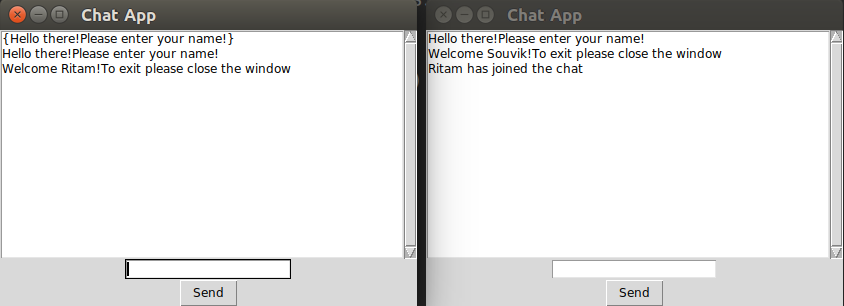 Chat App
{Hello there!Please enter your name!}
Hello there!Please enter your name!
Welcome Ritam!To exit please close the window
Send
Chat App
Hello there!Please enter your name!
Welcome Souvik!To exit please close the window
Ritam has joined the chat
Send